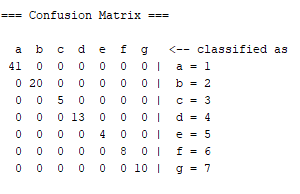 === Confusion Matrix ===
a b c d e f g <-- classified as
41 0 0 0 0 0 0 | a = 1
0 20 0 0 0 0 0 | b = 2
0 0 5 0 0 0 0 | c = 3
0 0 0 13 0 0 0 | d = 4
0 0 0 0 4 0 0 | e = 5
0 0 0 0 0 8 0 | f = 6
0 0 0 0 0 0 10 | g = 7